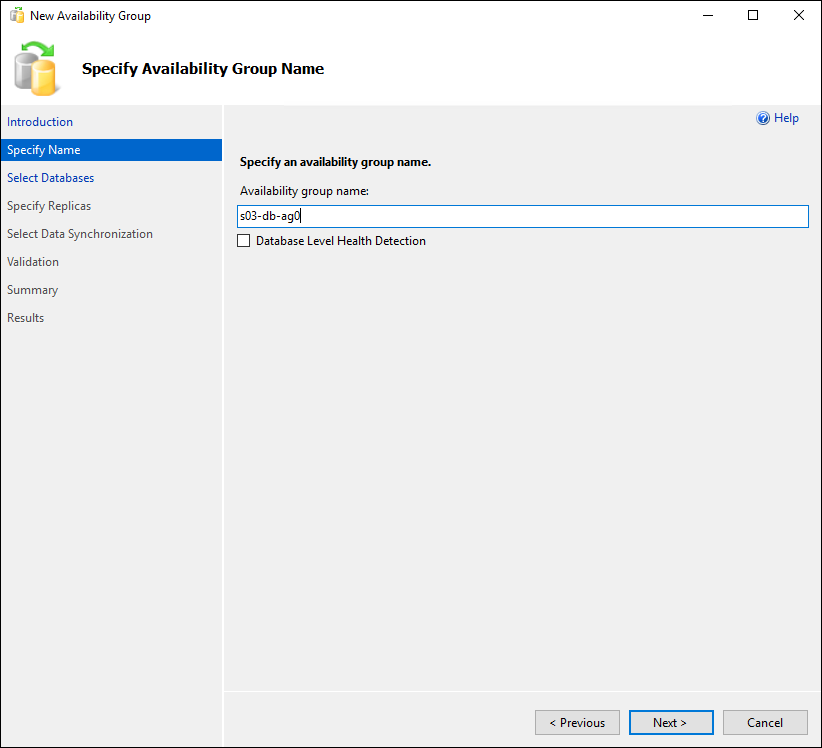 New Availability Group
Specify Availability Group Name
Introduction
Specify Name
Select Databases
Specify Replicas
Select Data Synchronization
Validation
Summary
Results
Help
Specify an availability group name.
Availability group name:
s03-db-ag0
Database Level Health Detection
< Previous
Next >
Cancel